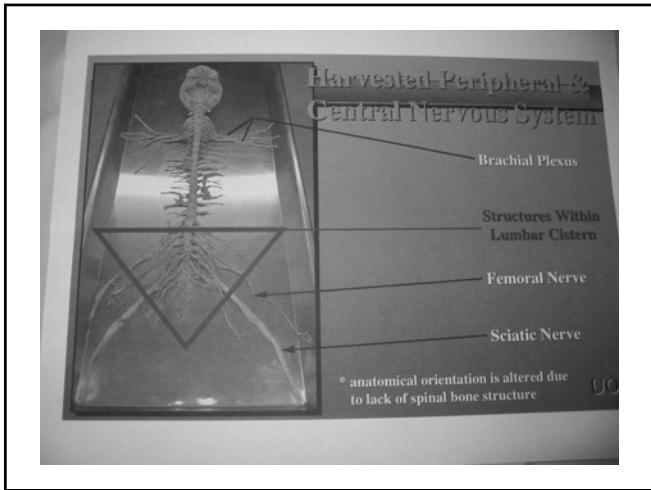 Harvested Peripheral &
Central Nervous System
Brachial Plexus
Structures Within
Lumbar Cistern
Femoral Nerve
Sciatic Nerve
* anatomical orientation is altered due
to lack of spinal bone structure
UO